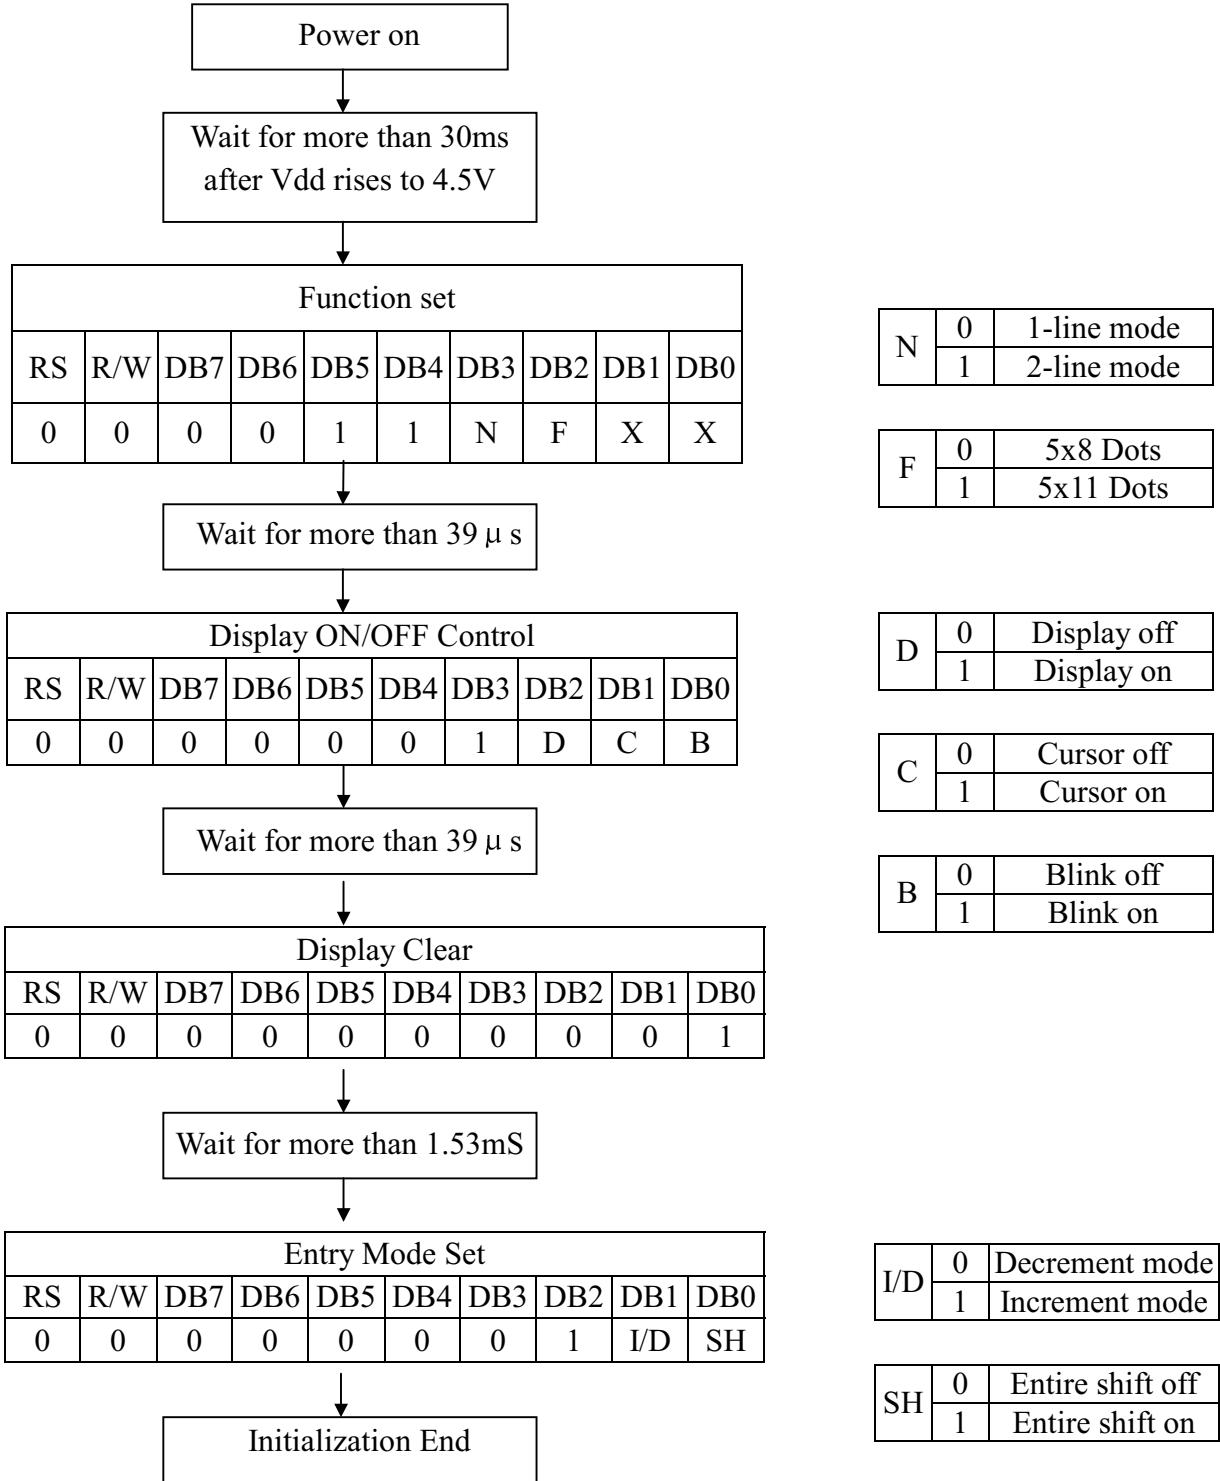 Power on
Wait for more than 30ms
after Vdd rises to 4.5V
Function set
RS R/W DB7 DB6 DB5 DB4 DB3 DB2 DB1 DB0
0 0 0 0 1 1 N F X X
N 0 1-line mode
1 2-line mode
F 0 5x8 Dots
1 5x11 Dots
Wait for more than 39 μ s
Display ON/OFF Control
RS R/W DB7 DB6 DB5 DB4 DB3 DB2 DB1 DB0
0 0 0 0 0 0 1 D C B
D 0 Display off
1 Display on
C 0 Cursor off
1 Cursor on
B 0 Blink off
1 Blink on
Wait for more than 39 μ s
Display Clear
RS R/W DB7 DB6 DB5 DB4 DB3 DB2 DB1 DB0
0 0 0 0 0 0 0 0 0 1
Wait for more than 1.53mS
Entry Mode Set
RS R/W DB7 DB6 DB5 DB4 DB3 DB2 DB1 DB0
0 0 0 0 0 0 0 1 I/D SH
I/D 0 Decrement mode
1 Increment mode
SH 0 Entire shift off
1 Entire shift on
Initialization End